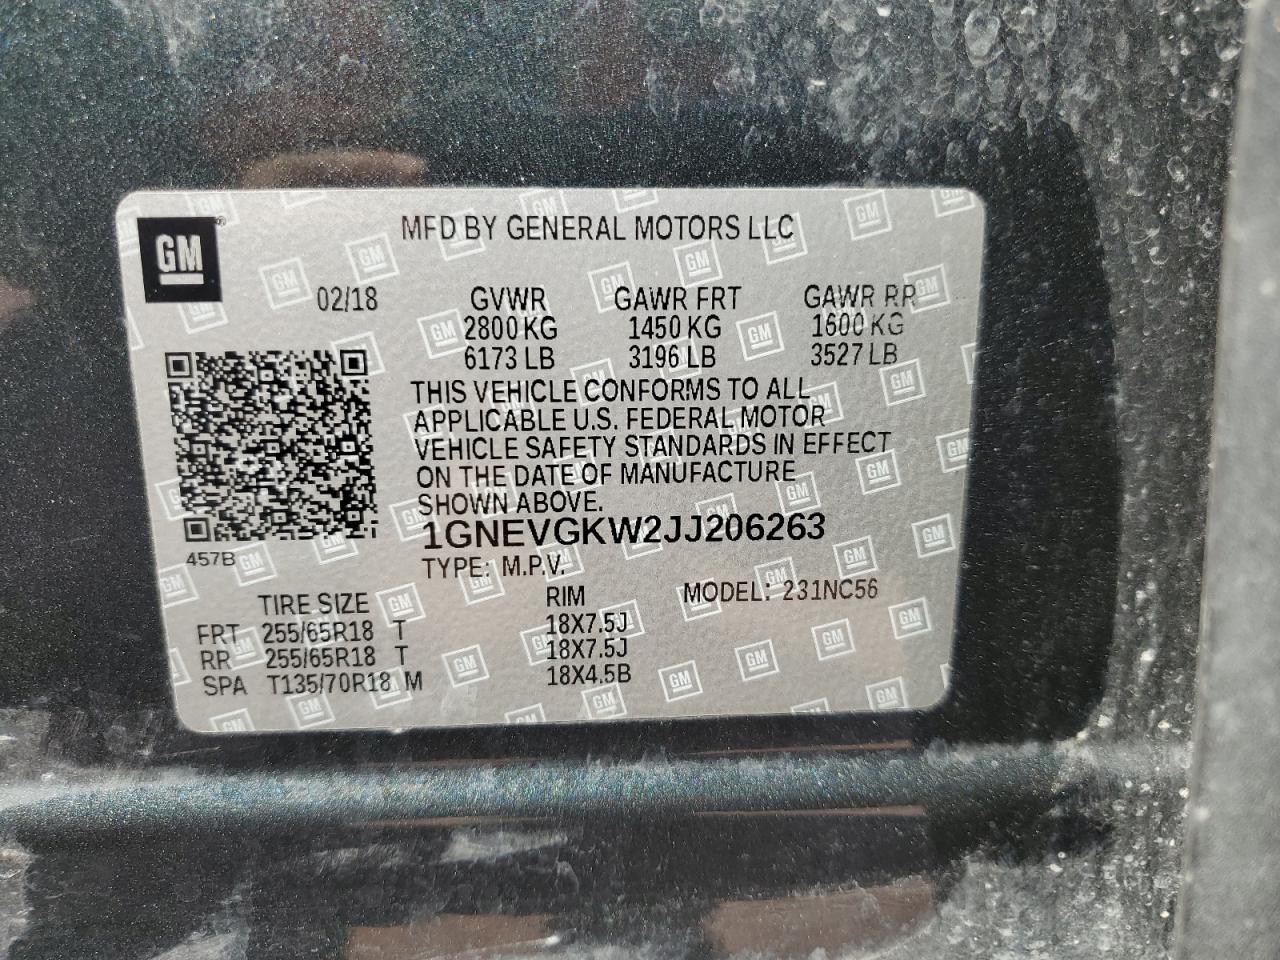 GM®
MFD BY GENERAL MOTORS LLC
02/18 GVWR GAWR FRT GAWR RR
2800 KG 1450 KG 1600 KG
6173 LB 3196 LB 3527 LB
THIS VEHICLE CONFORMS TO ALL
APPLICABLE U.S. FEDERAL MOTOR
VEHICLE SAFETY STANDARDS IN EFFECT
ON THE DATE OF MANUFACTURE
SHOWN ABOVE.
1GNEVGKW2JJ206263
457B
TYPE: M.P.V.
TIRE SIZE RIM MODEL: 231NC56
FRT 255/65R18 T 18X7.5J
RR 255/65R18 T 18X7.5J
SPA T135/70R18 M 18X4.5B